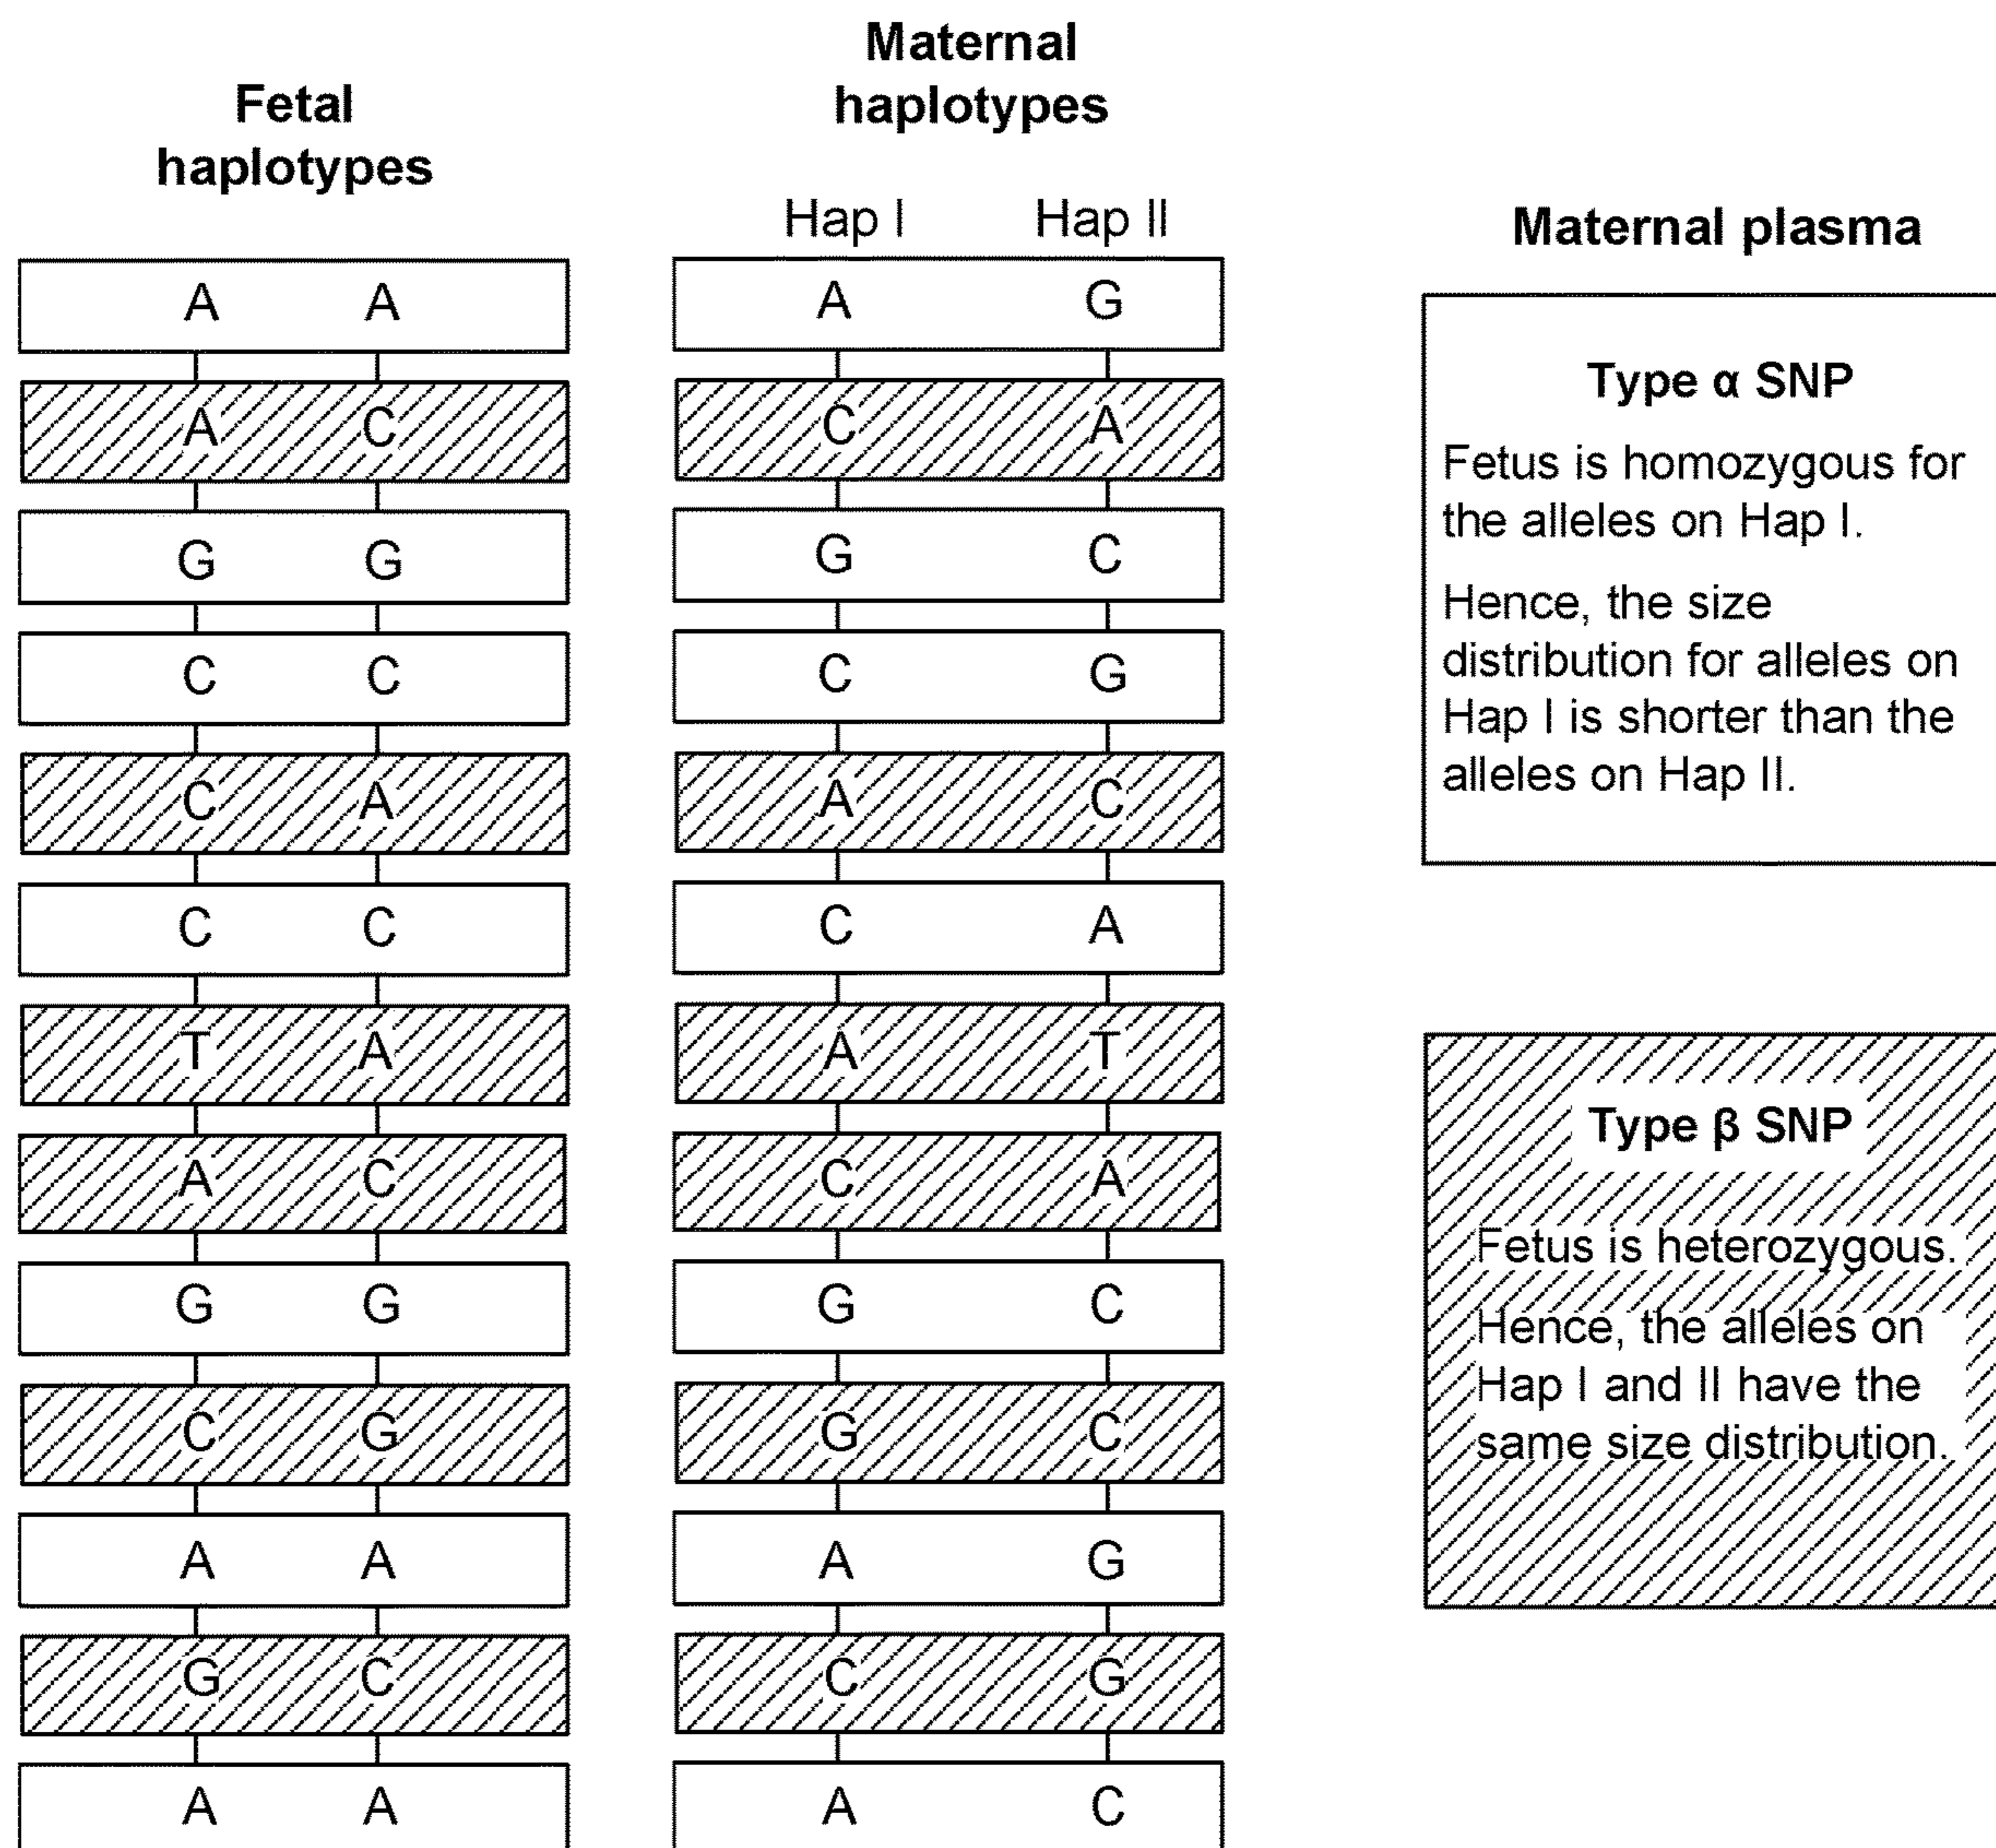 Fetal
haplotypes
A A
A C
G G
C C
C A
C C
T A
A C
G G
C G
A A
G C
A A
Maternal
haplotypes
Hap I Hap II
A G
C A
G C
C G
A C
C A
A T
C A
G C
G C
A G
C G
A C
Maternal plasma
Type α SNP
Fetus is homozygous for
the alleles on Hap I.
Hence, the size
distribution for alleles on
Hap I is shorter than the
alleles on Hap II.
Type β SNP
Fetus is heterozygous.
Hence, the alleles on
Hap I and II have the
same size distribution.